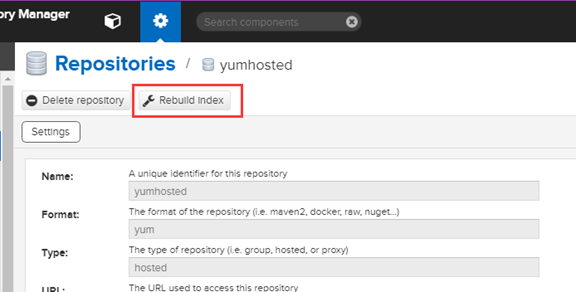 ory Manager
Search components
Repositories / yumhosted
Delete repository
Rebuild index
Settings
Name:
A unique identifier for this repository
yumhosted
Format:
The format of the repository (i.e. maven2, docker, raw, nuget...)
yum
Type:
The type of repository (i.e. group, hosted, or proxy)
hosted
URL:
The URL used to access this repository